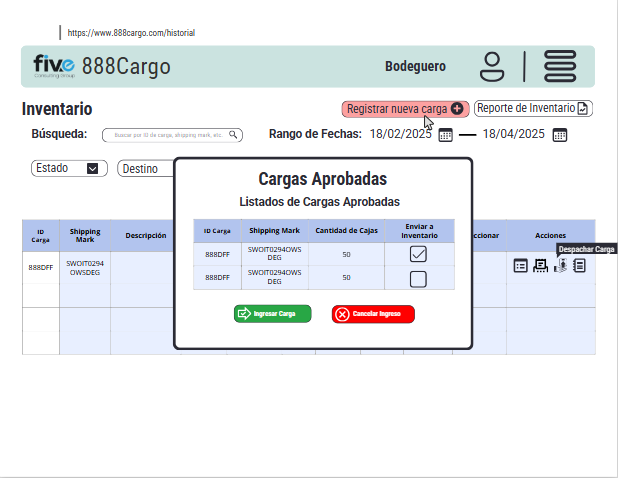 https://www.888cargo.com/historial
five
Consulting Group
888Cargo
Bodeguero
Inventario
Registrar nueva carga
Reporte de Inventario
Búsqueda:
Buscar por ID de carga, shipping mark, etc.
Rango de Fechas:
18/02/2025
18/04/2025
Estado
Destino
Cargas Aprobadas
Listados de Cargas Aprobadas
ID Carga
Shipping Mark
Cantidad de Cajas
Enviar a
Inventario
888DFF
SWOIT0294OWS
DEG
50
888DFF
SWOIT0294OWS
DEG
50
Ingresar Carga
Cancelar Ingreso
ID
Carga
Shipping
Mark
Descripción
ccionar
Acciones
Despachar Carga
888DFF
SWOIT0294
OWSDEG